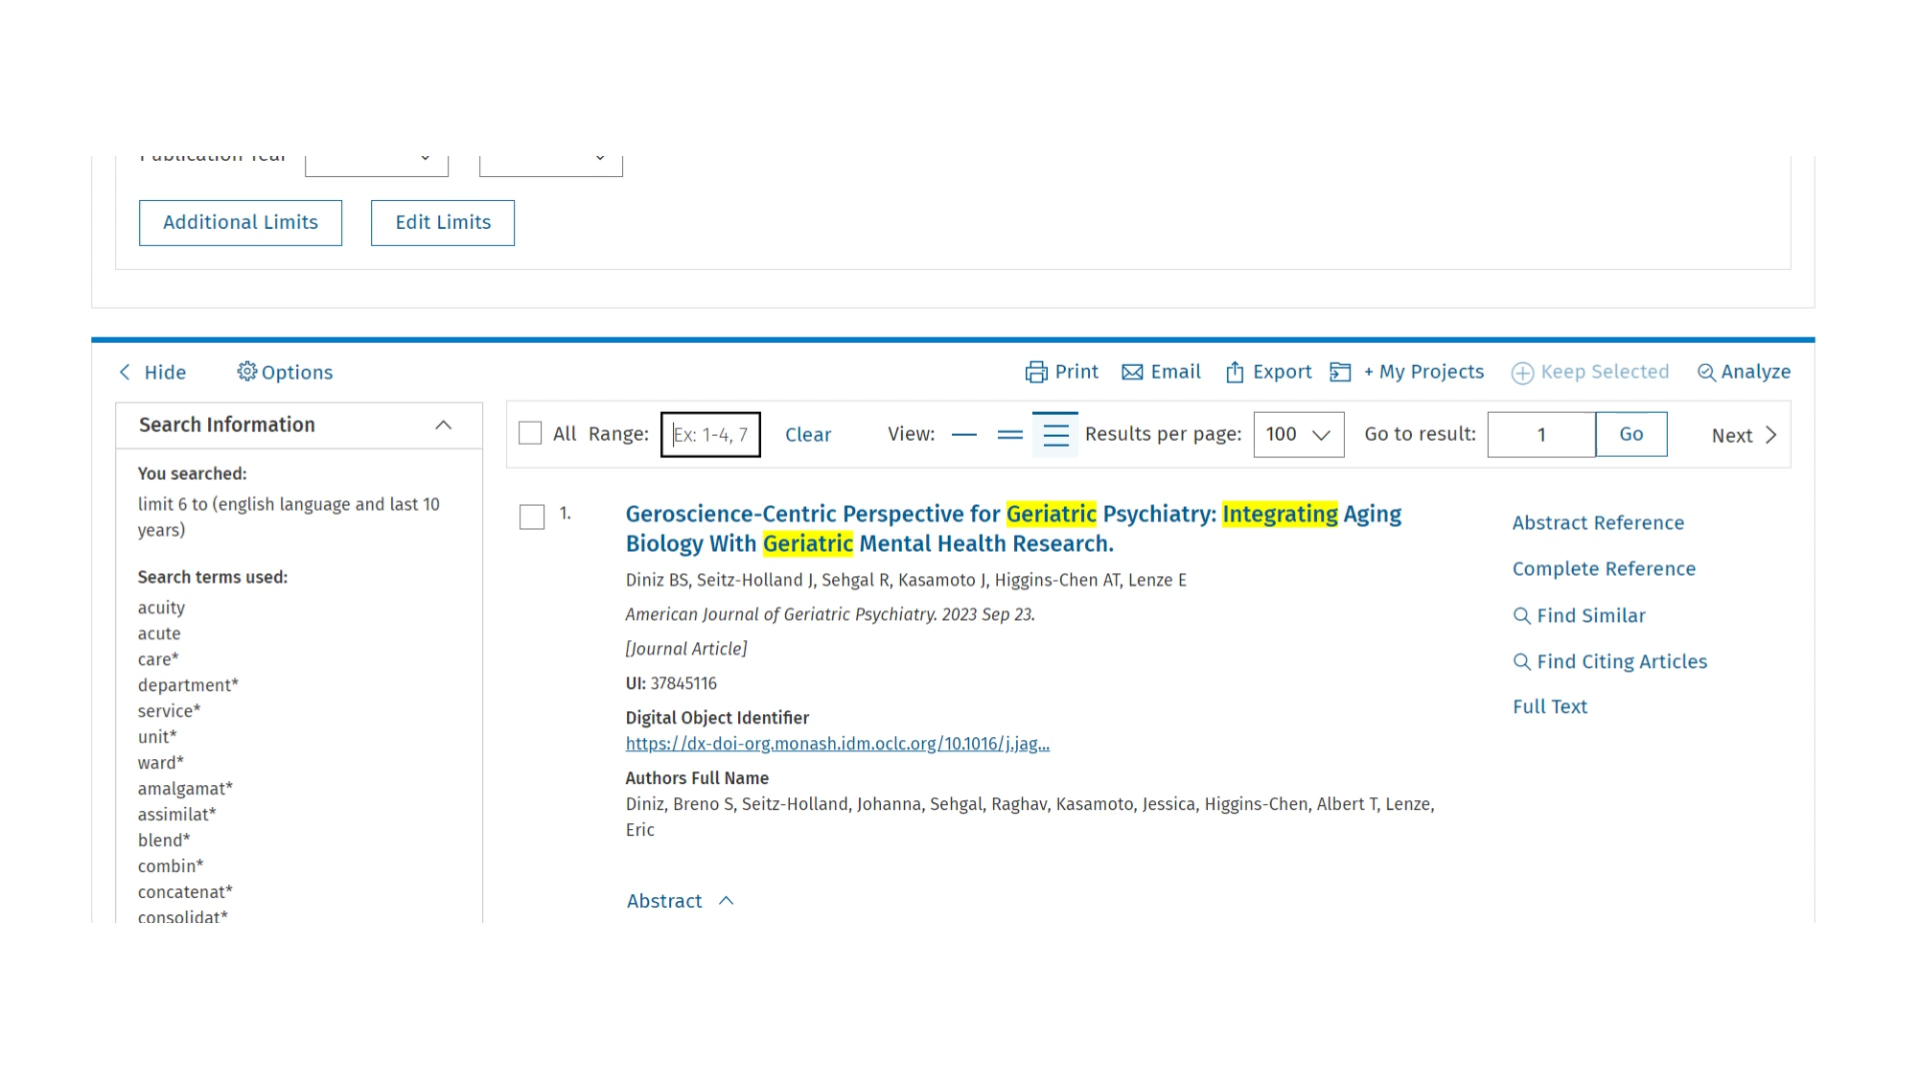 Publication Year
Additional Limits Edit Limits
Hide Options Print Email Export + My Projects Keep Selected Analyze
Search Information
You searched:
limit 6 to (english language and last 10
years)
Search terms used:
acuity
acute
care*
department*
service*
unit*
ward*
amalgamat*
assimilat*
blend*
combin*
concatenat*
consolidat*
All Range: Ex: 1-4, 7 Clear View: Results per page: 100 Go to result: 1 Go Next
1. Geroscience-Centric Perspective for Geriatric Psychiatry: Integrating Aging
Biology With Geriatric Mental Health Research.
Diniz BS, Seitz-Holland J, Sehgal R, Kasamoto J, Higgins-Chen AT, Lenze E
American Journal of Geriatric Psychiatry. 2023 Sep 23.
[Journal Article]
UI: 37845116
Digital Object Identifier
https://dx-doi-org.monash.idm.oclc.org/10.1016/j.jag...
Authors Full Name
Diniz, Breno S, Seitz-Holland, Johanna, Sehgal, Raghav, Kasamoto, Jessica, Higgins-Chen, Albert T, Lenze,
Eric
Abstract
Abstract Reference
Complete Reference
Find Similar
Find Citing Articles
Full Text